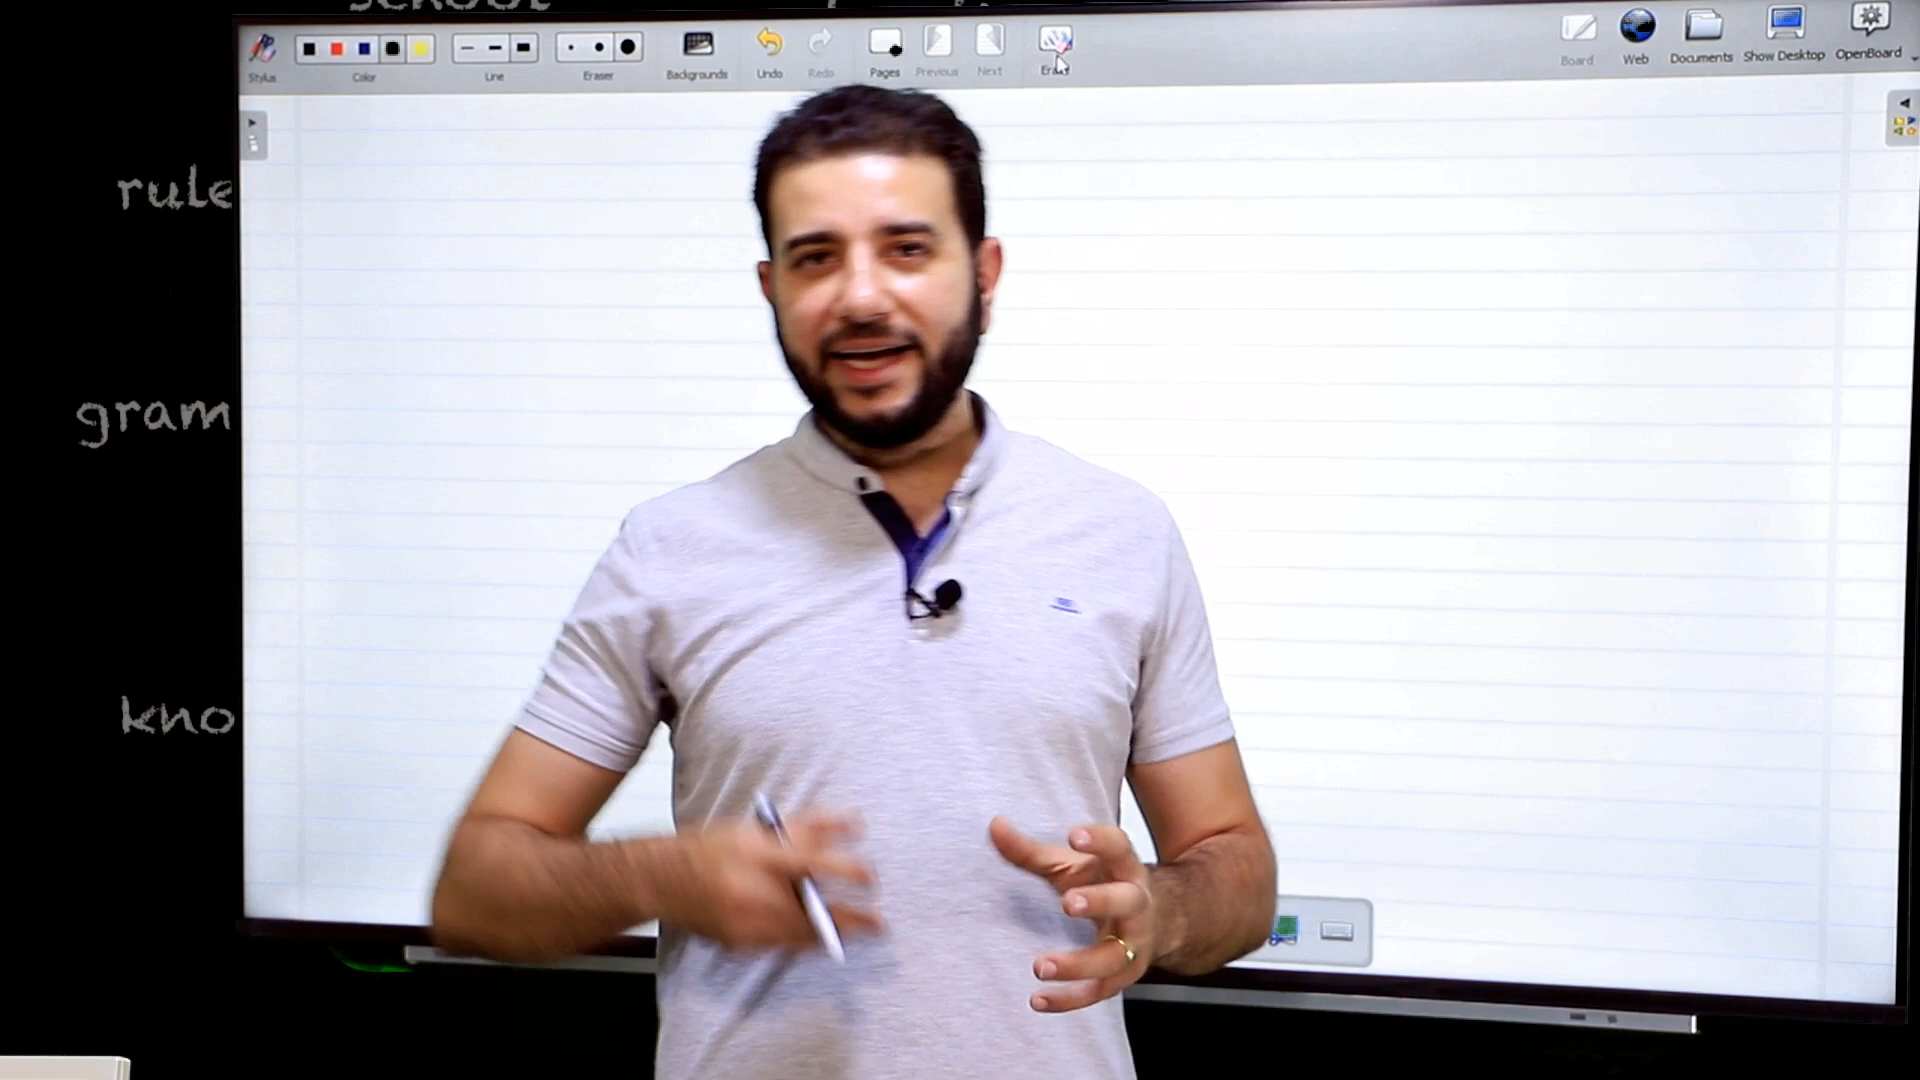 Stylus Color Line Eraser Backgrounds Undo Redo Pages Previous Next Erase Board Web Documents Show Desktop OpenBoard
rule
gram
kno